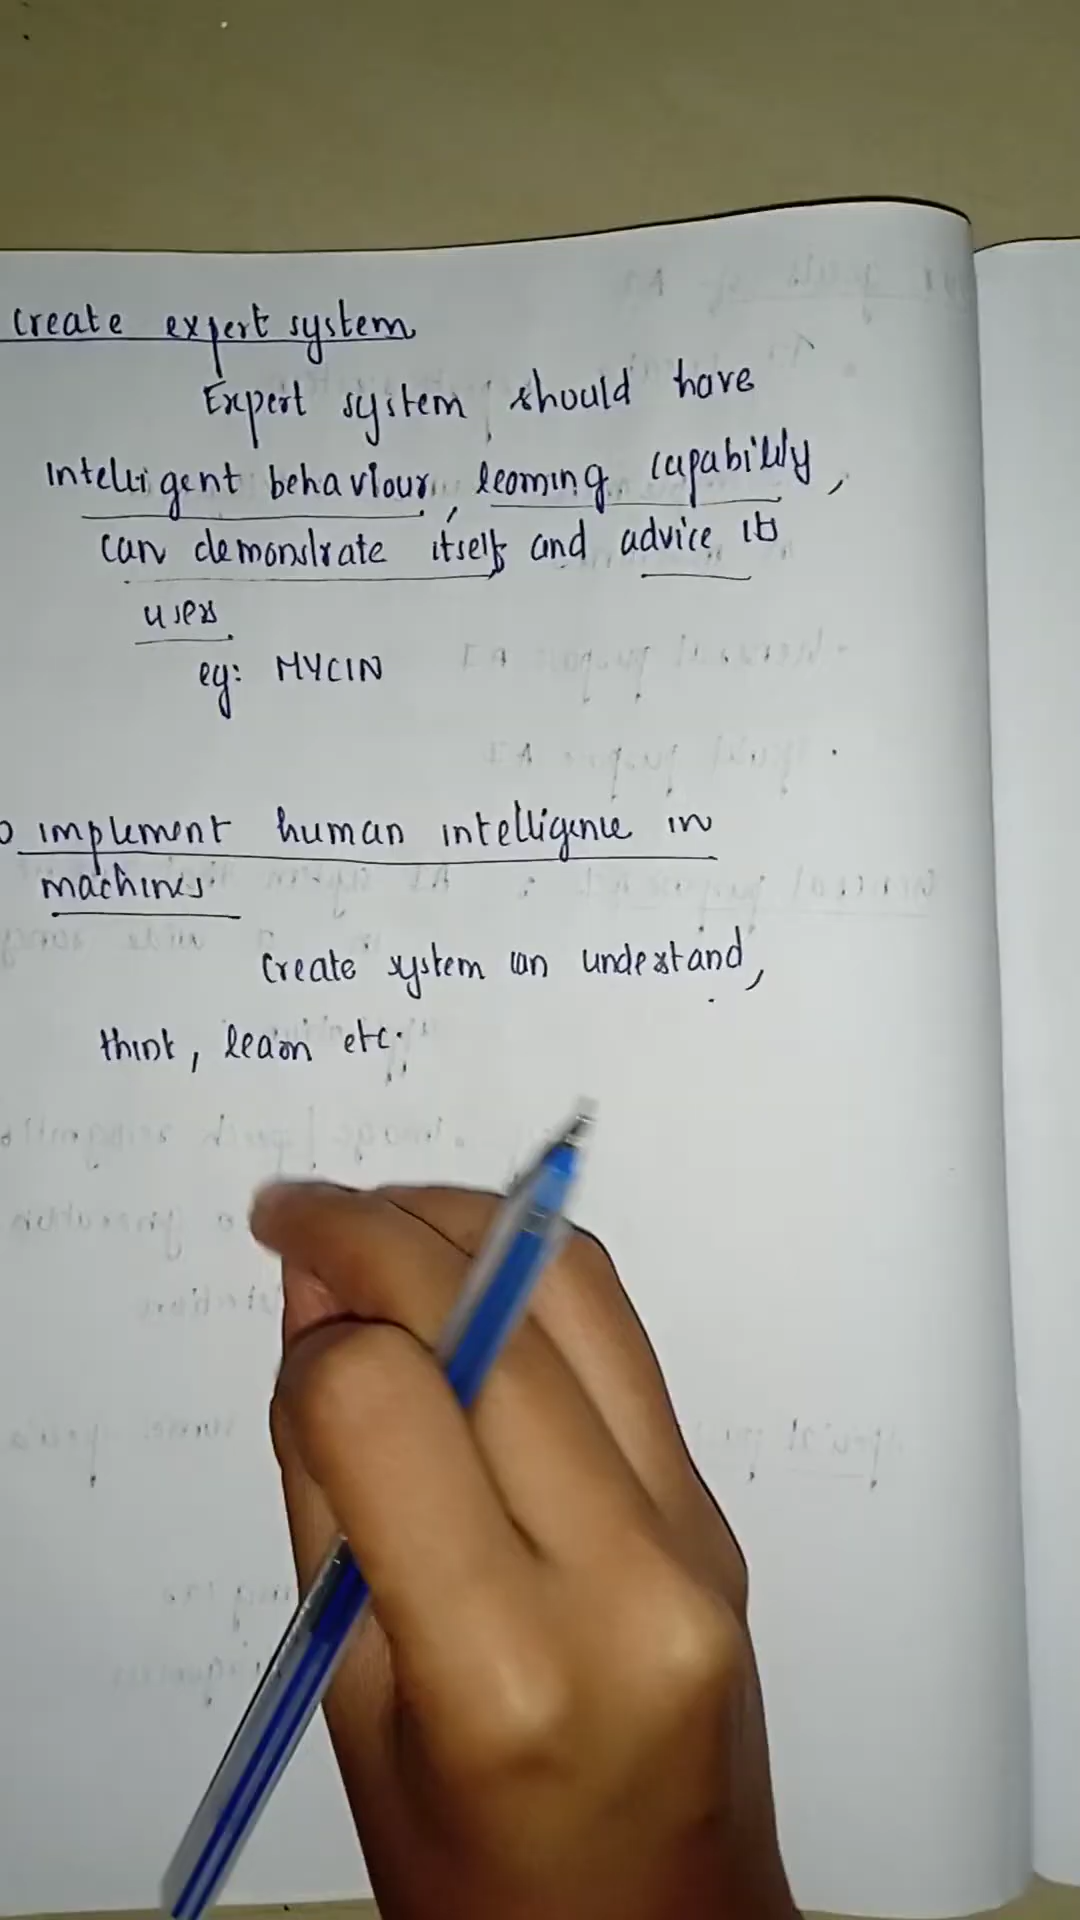 create expert system
Expert system should have
Intelligent behaviour, learning capability,
can demonstrate itself and advice its
users
eg: MYCIN
o implement human intelligence in
machines
Create system can understand,
think, learn etc.